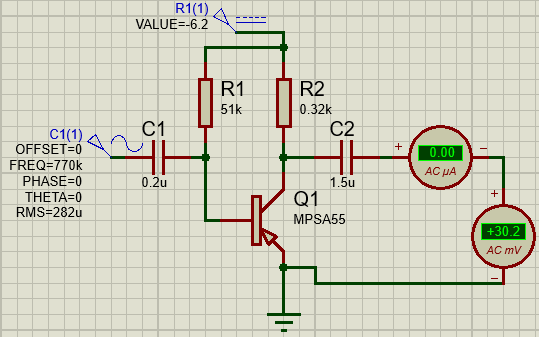 R1(1)
VALUE=-6.2
R1
51k
R2
0.32k
C1(1)
OFFSET=0
FREQ=770k
PHASE=0
THETA=0
RMS=282u
C1
0.2u
C2
1.5u
+
0.00
AC µA
−
Q1
MPSA55
+
+30.2
AC mV
−